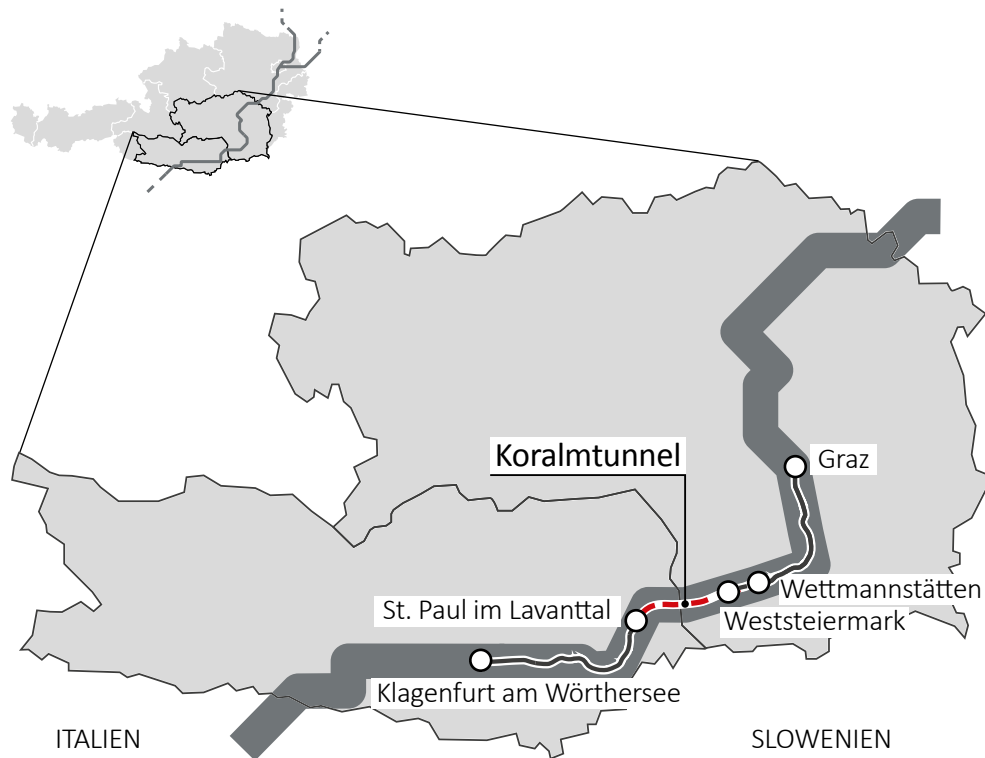 Koralmtunnel
Graz
Wettmannstätten
St. Paul im Lavanttal
Weststeiermark
Klagenfurt am Wörthersee
ITALIEN
SLOWENIEN